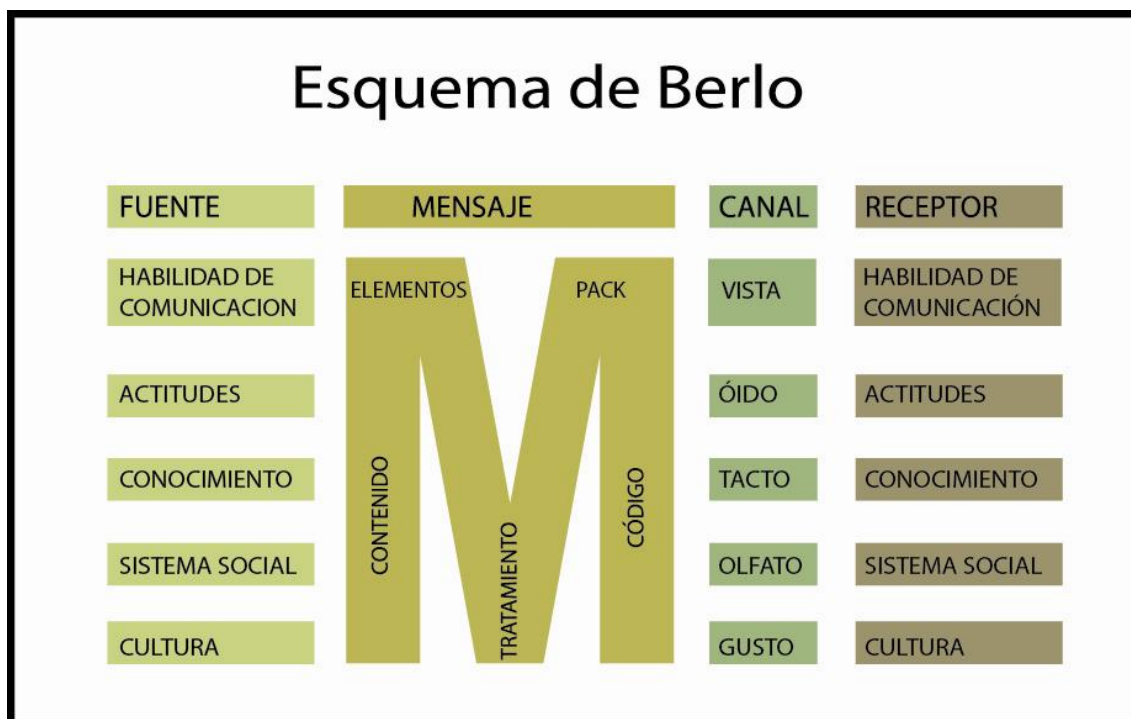 Esquema de Berlo
FUENTE
MENSAJE
CANAL
RECEPTOR
HABILIDAD DE
COMUNICACION
ELEMENTOS
PACK
VISTA
HABILIDAD DE
COMUNICACIÓN
ACTITUDES
ÓIDO
ACTITUDES
CONOCIMIENTO
CONTENIDO
TRATAMIENTO
CÓDIGO
TACTO
CONOCIMIENTO
SISTEMA SOCIAL
OLFATO
SISTEMA SOCIAL
CULTURA
GUSTO
CULTURA